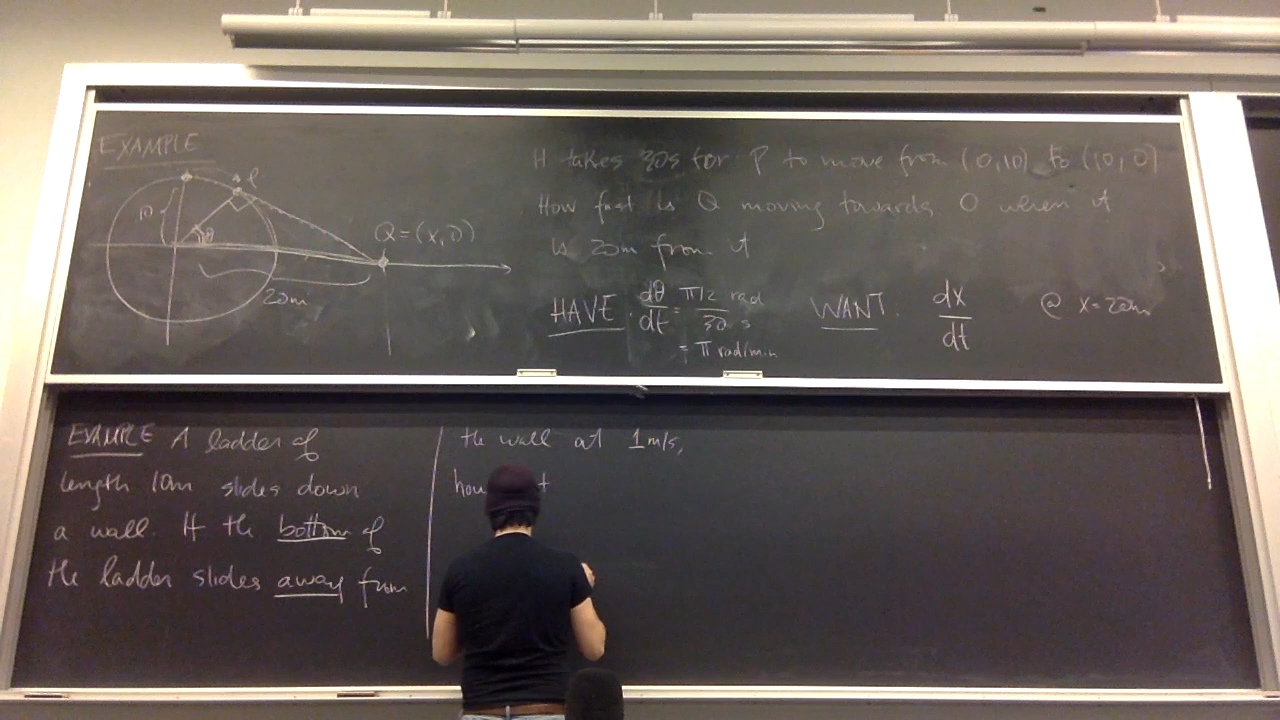 EXAMPLE
P
10
θ
Q = (x, 0)
20m
It takes 30s for P to move from (0,10) to (10,0)
How fast is Q moving towards O when it
is 20m from it
HAVE: dθ/dt = π/2 rad / 30 s
= π rad/min
WANT: dx/dt @ x=20m
EXAMPLE A ladder of
length 10m slides down
a wall. If the bottom of
the ladder slides away from
the wall at 1m/s,
how